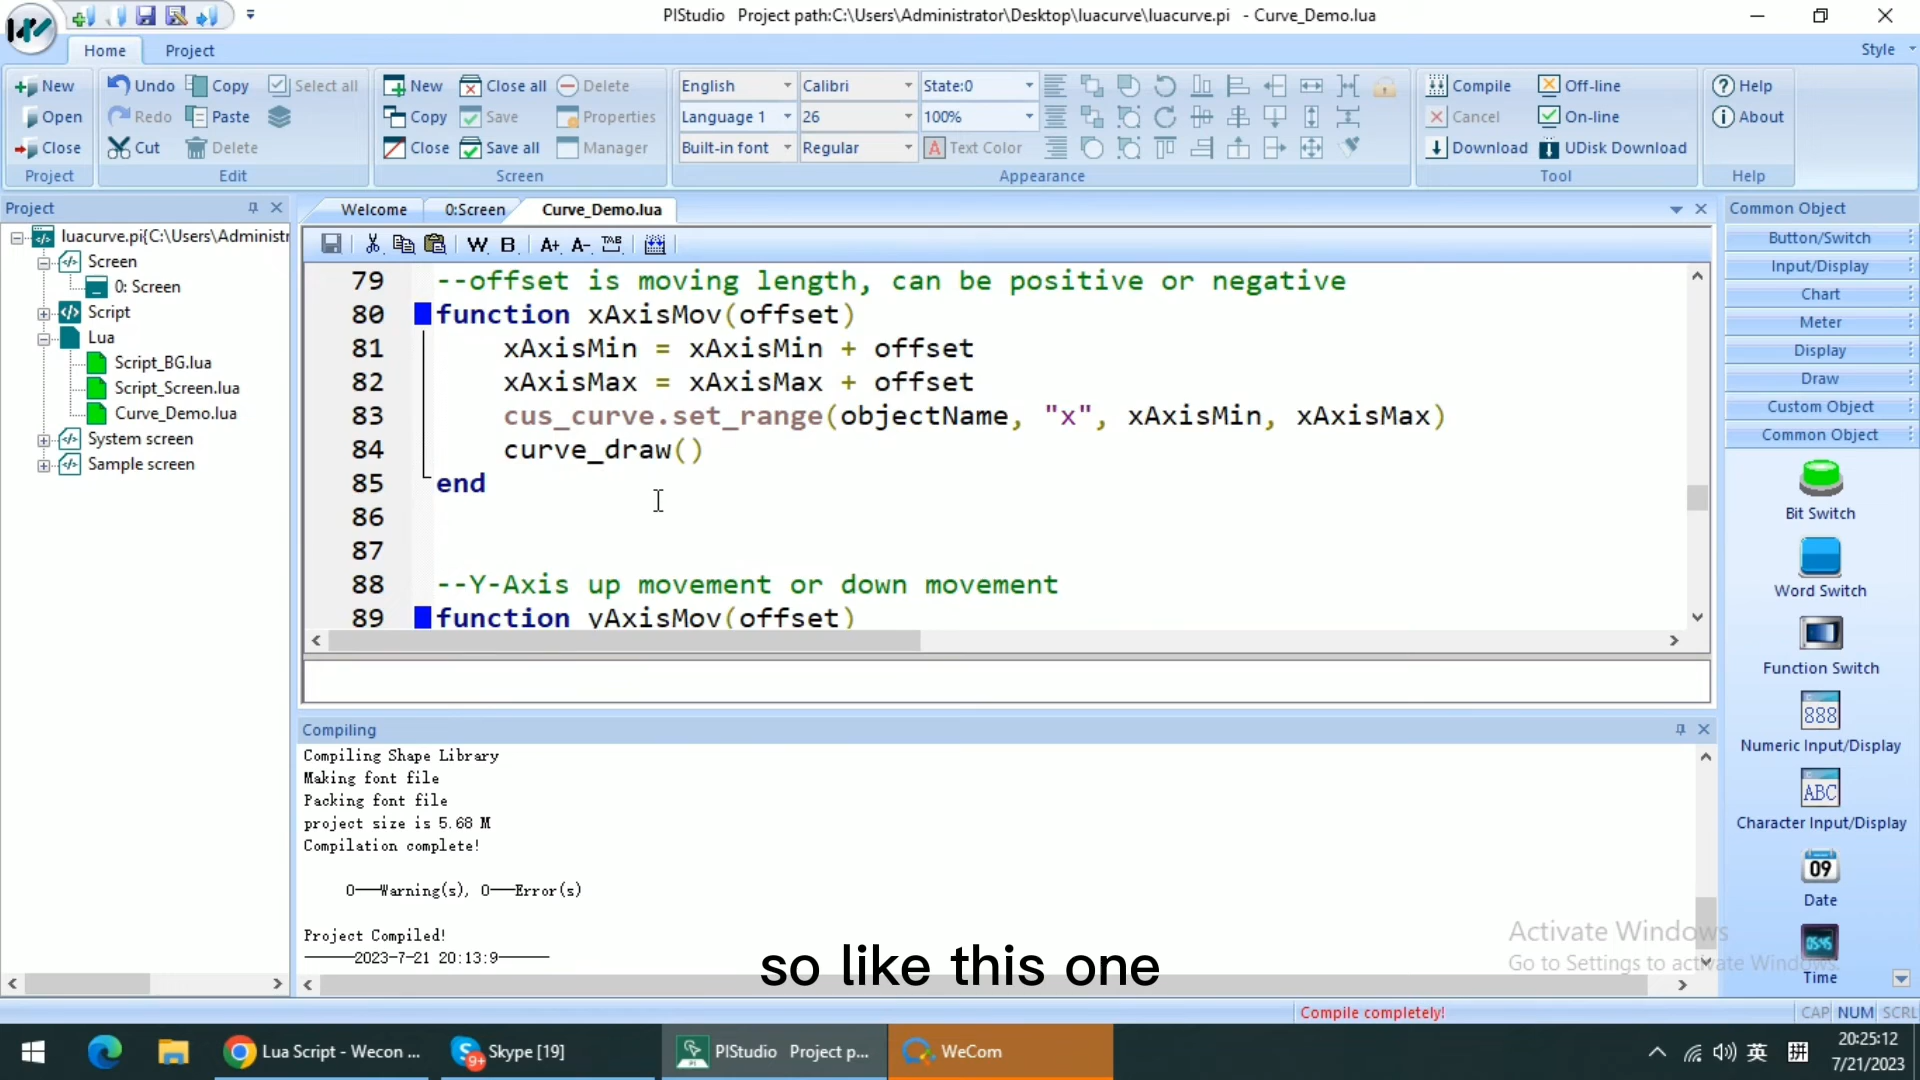 PIStudio Project path:C:\Users\Administrator\Desktop\luacurve\luacurve.pi - Curve_Demo.lua
Home Project Style
New Undo Copy Select all New Close all Delete English Calibri State:0 Compile Off-line Help
Open Redo Paste Copy Save Properties Language 1 26 100% Cancel On-line About
Close Cut Delete Close Save all Manager Built-in font Regular A Text Color Download UDisk Download
Project Edit Screen Appearance Tool Help
Project
luacurve.pi{C:\Users\Administr
Screen
0: Screen
Script
Lua
Script_BG.lua
Script_Screen.lua
Curve_Demo.lua
System screen
Sample screen
Welcome 0:Screen Curve_Demo.lua
W B A+ A- TAB
79 --offset is moving length, can be positive or negative
80 function xAxisMov(offset)
81 xAxisMin = xAxisMin + offset
82 xAxisMax = xAxisMax + offset
83 cus_curve.set_range(objectName, "x", xAxisMin, xAxisMax)
84 curve_draw()
85 end
86
87
88 --Y-Axis up movement or down movement
89 function yAxisMov(offset)
Compiling
Compiling Shape Library
Making font file
Packing font file
project size is 5.68 M
Compilation complete!
0——Warning(s), 0——Error(s)
Project Compiled!
———2023-7-21 20:13:9———
Common Object
Button/Switch
Input/Display
Chart
Meter
Display
Draw
Custom Object
Common Object
Bit Switch
Word Switch
Function Switch
888
Numeric Input/Display
ABC
Character Input/Display
09
Date
05:45
Time
Activate Windows
Go to Settings to activate Windows.
so like this one
Compile completely! CAP NUM SCRL
Lua Script - Wecon ... 9+ Skype [19] PIStudio Project p... WeCom 英 拼
20:25:12
7/21/2023